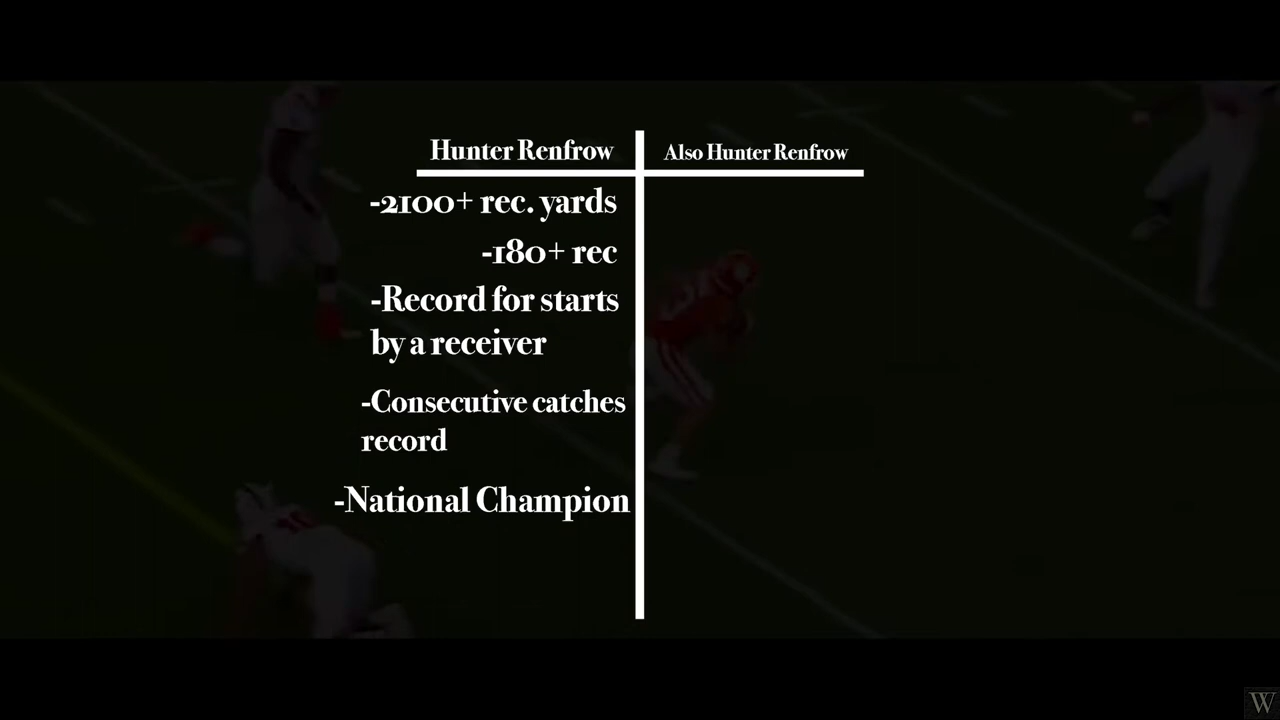 Hunter Renfrow
Also Hunter Renfrow
-2100+ rec. yards
-180+ rec
-Record for starts
by a receiver
-Consecutive catches
record
-National Champion
W